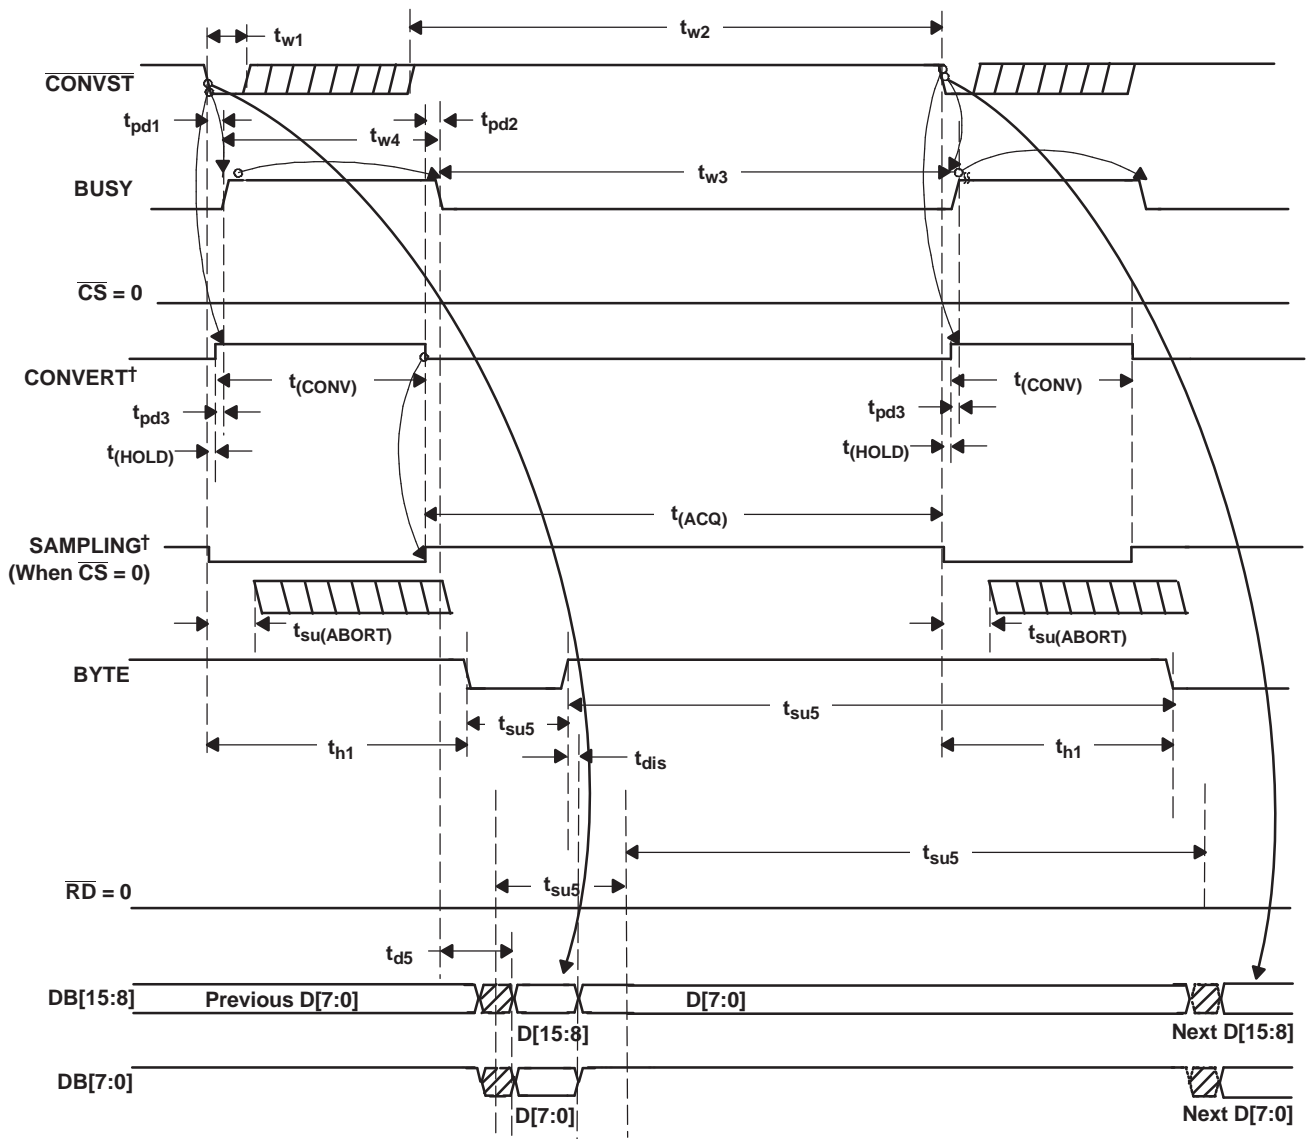 tw1
tw2
CONVST
tpd1
tw4
tpd2
tw3
BUSY
CS = 0
CONVERT†
t(CONV)
t(CONV)
tpd3
tpd3
t(HOLD)
t(HOLD)
t(ACQ)
SAMPLING†
(When CS = 0)
tsu(ABORT)
tsu(ABORT)
BYTE
tsu5
tsu5
th1
tdis
th1
tsu5
tsu5
RD = 0
td5
DB[15:8]
Previous D[7:0]
D[7:0]
D[15:8]
Next D[15:8]
DB[7:0]
D[7:0]
Next D[7:0]